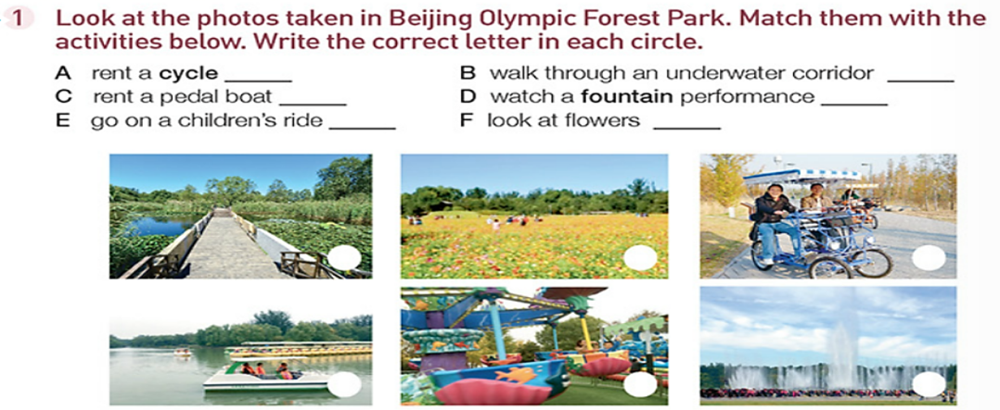 1 Look at the photos taken in Beijing Olympic Forest Park. Match them with the
activities below. Write the correct letter in each circle.
A rent a cycle ______ B walk through an underwater corridor ______
C rent a pedal boat ______ D watch a fountain performance ______
E go on a children's ride ______ F look at flowers ______